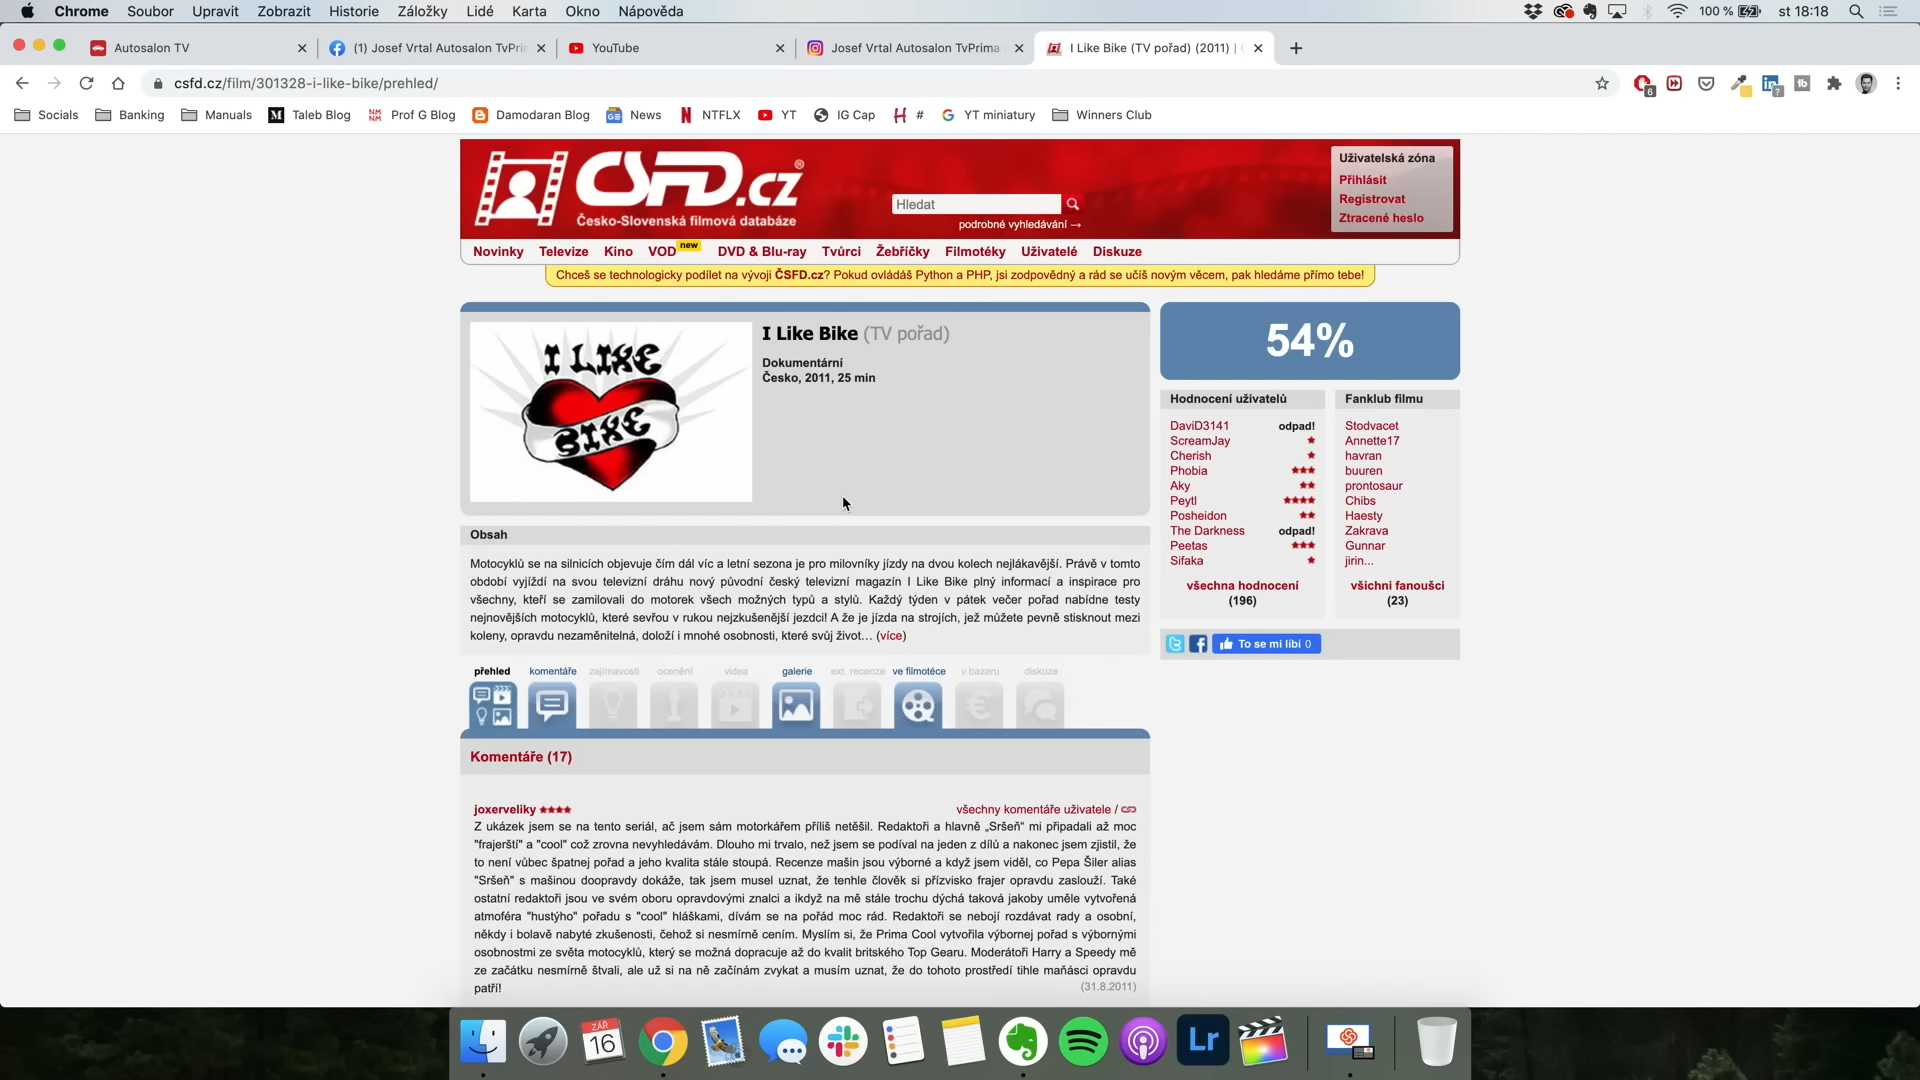 Chrome Soubor Upravit Zobrazit Historie Záložky Lidé Karta Okno Nápověda 100 % st 18:18
Autosalon TV
(1) Josef Vrtal Autosalon TvPri
YouTube
Josef Vrtal Autosalon TvPrima
I Like Bike (TV pořad) (2011) |
csfd.cz/film/301328-i-like-bike/prehled/
Socials Banking Manuals Taleb Blog Prof G Blog Damodaran Blog News NTFLX YT IG Cap # YT miniatury Winners Club
ČSFD.cz®
Česko-Slovenská filmová databáze
Hledat
podrobné vyhledávání →
Uživatelská zóna
Přihlásit
Registrovat
Ztracené heslo
Novinky Televize Kino VOD new DVD & Blu-ray Tvůrci Žebříčky Filmotéky Uživatelé Diskuze
Chceš se technologicky podílet na vývoji ČSFD.cz? Pokud ovládáš Python a PHP, jsi zodpovědný a rád se učíš novým věcem, pak hledáme přímo tebe!
I LIKE
BIKE
I Like Bike (TV pořad)
Dokumentární
Česko, 2011, 25 min
54%
Hodnocení uživatelů
DaviD3141 odpad!
ScreamJay ★
Cherish ★
Phobia ★★★
Aky ★★
Peytl ★★★★
Posheidon ★★
The Darkness odpad!
Peetas ★★★
Sifaka ★
všechna hodnocení
(196)
Fanklub filmu
Stodvacet
Annette17
havran
buuren
prontosaur
Chibs
Haesty
Zakrava
Gunnar
jirin...
všichni fanoušci
(23)
To se mi líbí 0
Obsah
Motocyklů se na silnicích objevuje čím dál víc a letní sezona je pro milovníky jízdy na dvou kolech nejlákavější. Právě v tomto
období vyjíždí na svou televizní dráhu nový původní český televizní magazín I Like Bike plný informací a inspirace pro
všechny, kteří se zamilovali do motorek všech možných typů a stylů. Každý týden v pátek večer pořad nabídne testy
nejnovějších motocyklů, které sevřou v rukou nejzkušenější jezdci! A že je jízda na strojích, jež můžete pevně stisknout mezi
koleny, opravdu nezaměnitelná, doloží i mnohé osobnosti, které svůj život… (více)
přehled komentáře zajímavosti ocenění videa galerie ext. recenze ve filmotéce v bazaru diskuze
Komentáře (17)
joxerveliky ★★★★ všechny komentáře uživatele /
Z ukázek jsem se na tento seriál, ač jsem sám motorkářem příliš netěšil. Redaktoři a hlavně „Sršeň“ mi připadali až moc
"frajerští" a "cool" což zrovna nevyhledávám. Dlouho mi trvalo, než jsem se podíval na jeden z dílů a nakonec jsem zjistil, že
to není vůbec špatnej pořad a jeho kvalita stále stoupá. Recenze mašin jsou výborné a když jsem viděl, co Pepa Šiler alias
"Sršeň" s mašinou doopravdy dokáže, tak jsem musel uznat, že tenhle člověk si přízvisko frajer opravdu zaslouží. Také
ostatní redaktoři jsou ve svém oboru opravdovými znalci a ikdyž na mě stále trochu dýchá taková jakoby uměle vytvořená
atmoféra "hustýho" pořadu s "cool" hláškami, dívám se na pořád moc rád. Redaktoři se nebojí rozdávat rady a osobní,
někdy i bolavě nabyté zkušenosti, čehož si nesmírně cením. Myslím si, že Prima Cool vytvořila výbornej pořad s výbornými
osobnostmi ze světa motocyklů, který se možná dopracuje až do kvalit britského Top Gearu. Moderátoři Harry a Speedy mě
ze začátku nesmírně štvali, ale už si na ně začínám zvykat a musím uznat, že do tohoto prostředí tihle maňásci opravdu
patří! (31.8.2011)
ZÁŘ
16
Lr